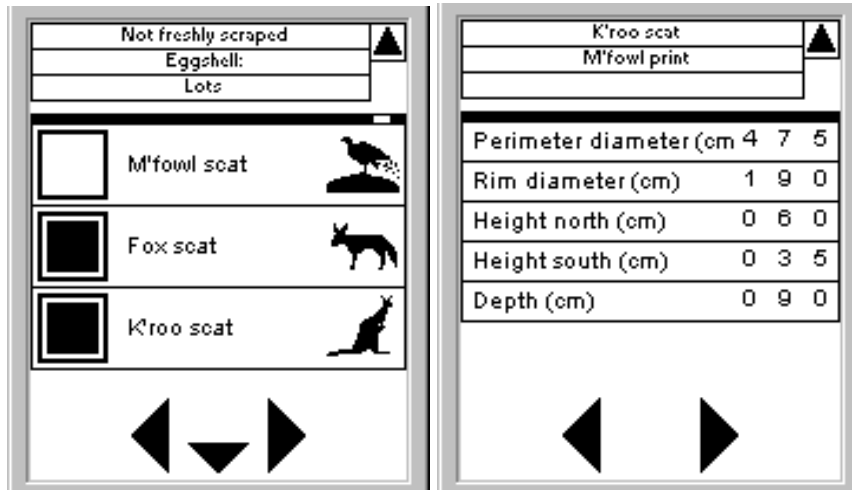 Not freshly scraped
Eggshell:
Lots
M'fowl scat
Fox scat
K'roo scat
K'roo scat
M'fowl print
Perimeter diameter (cm 4 7 5
Rim diameter (cm) 1 9 0
Height north (cm) 0 6 0
Height south (cm) 0 3 5
Depth (cm) 0 9 0